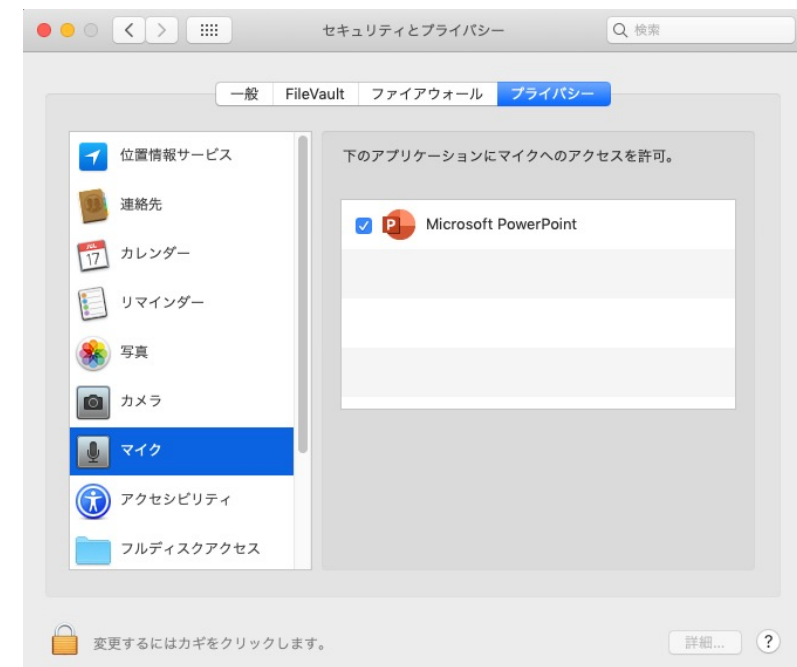 セキュリティとプライバシー
検索
一般 FileVault ファイアウォール プライバシー
位置情報サービス
連絡先
JUL
17
カレンダー
リマインダー
写真
カメラ
マイク
アクセシビリティ
フルディスクアクセス
下のアプリケーションにマイクへのアクセスを許可。
P
Microsoft PowerPoint
変更するにはカギをクリックします。
詳細...
?